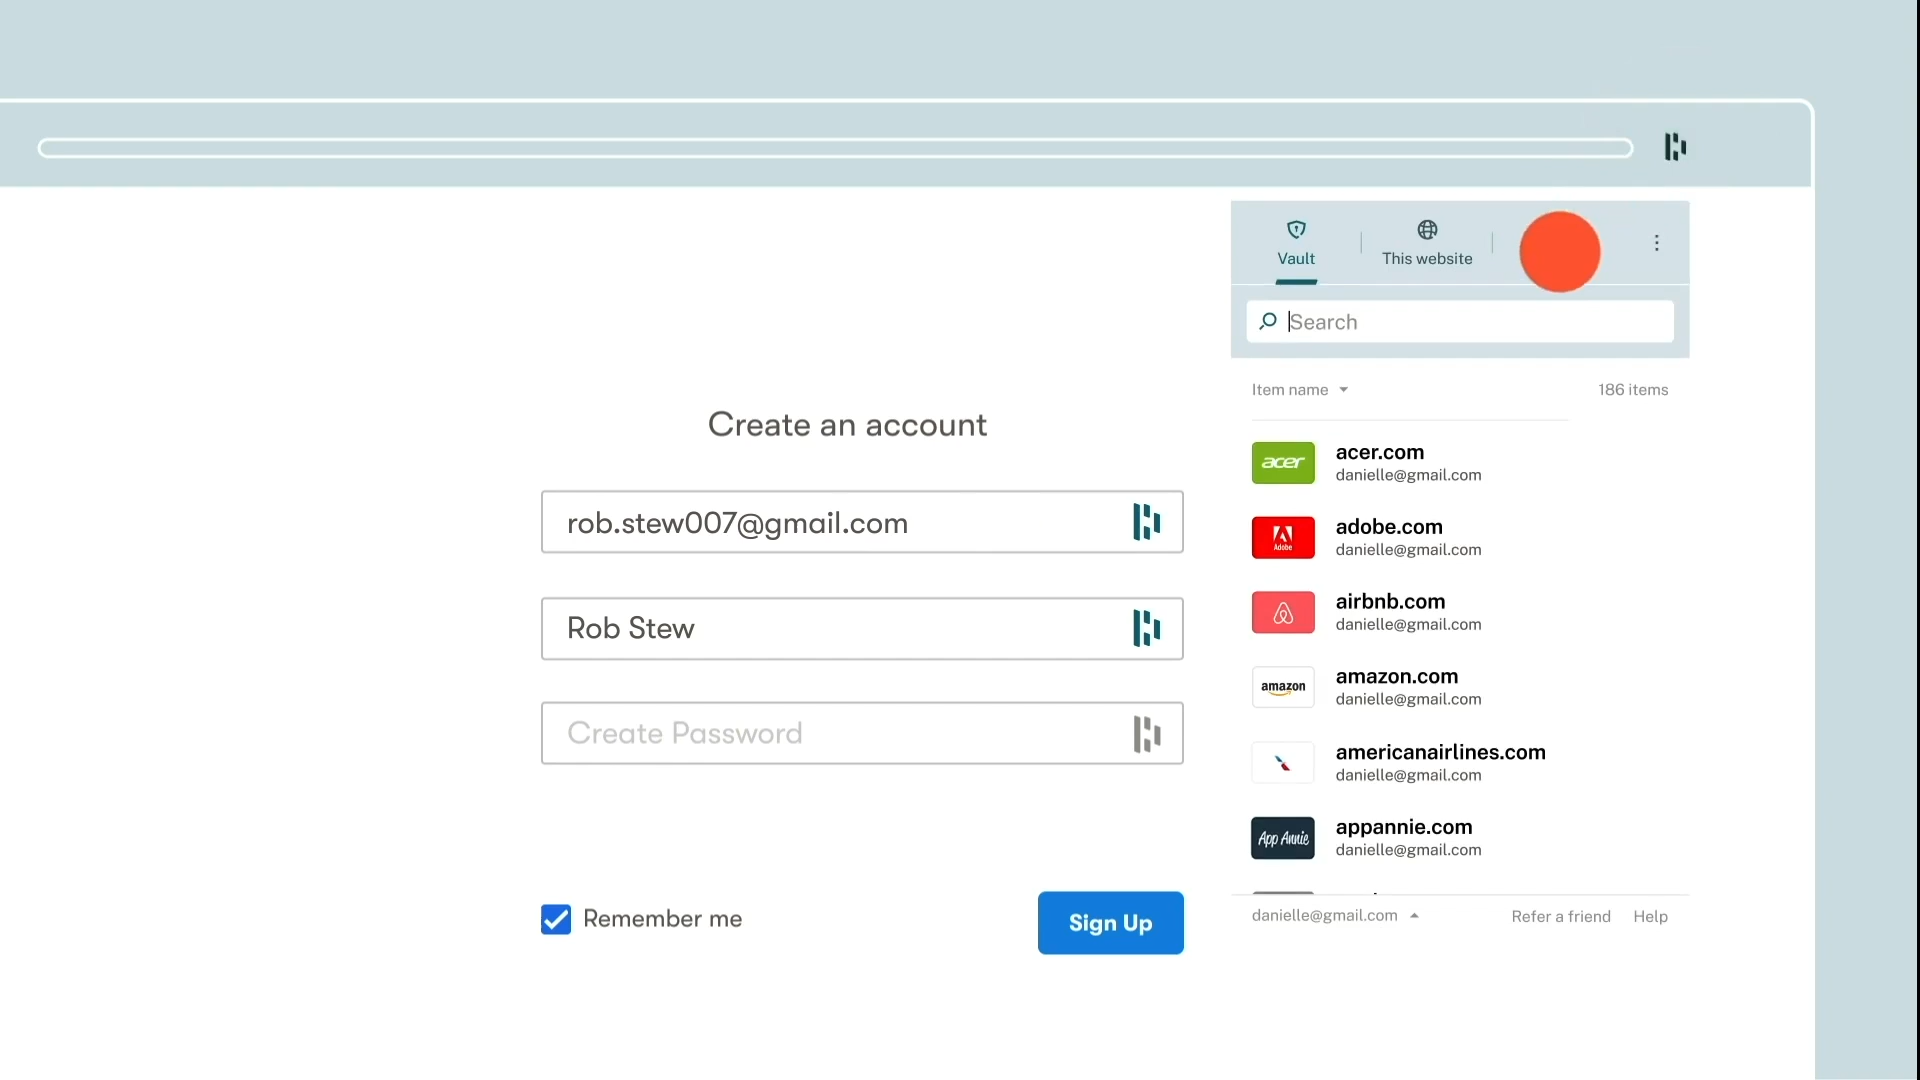 Vault
This website
Search
Item name
186 items
Create an account
rob.stew007@gmail.com
Rob Stew
Create Password
Remember me
Sign Up
acer
acer.com
danielle@gmail.com
Adobe
adobe.com
danielle@gmail.com
airbnb.com
danielle@gmail.com
amazon
amazon.com
danielle@gmail.com
americanairlines.com
danielle@gmail.com
App Annie
appannie.com
danielle@gmail.com
danielle@gmail.com
Refer a friend
Help